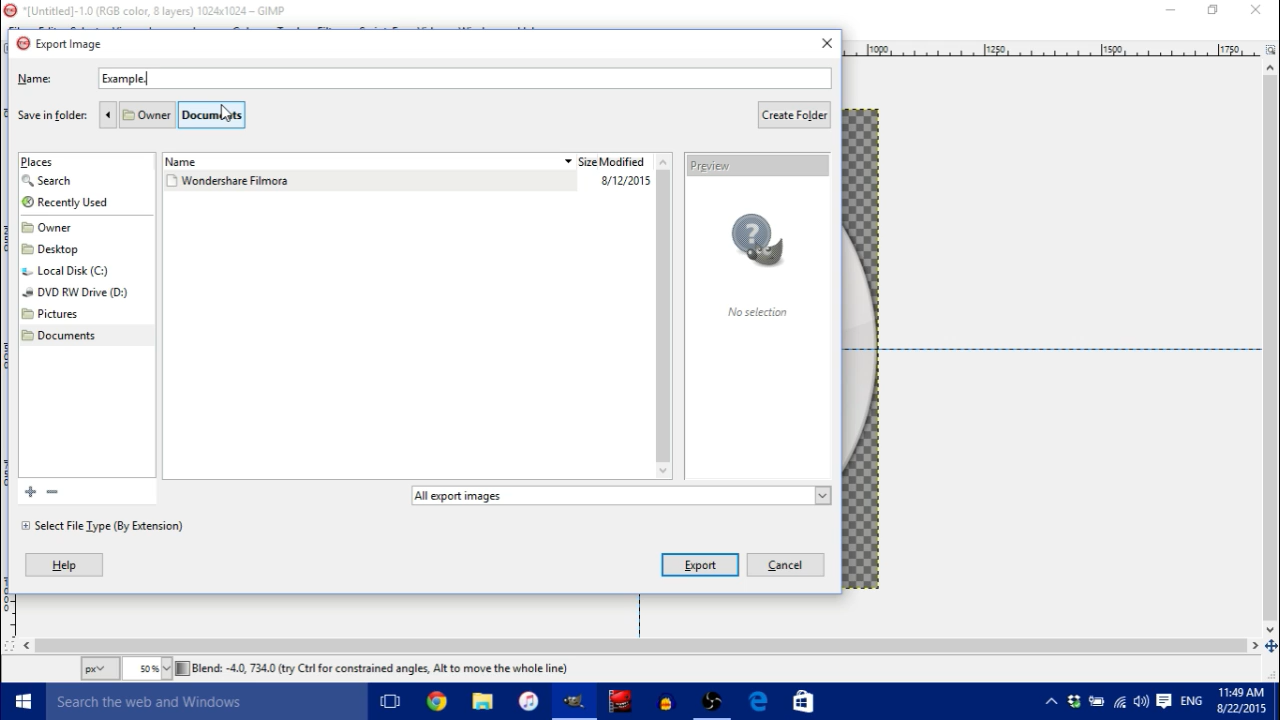 *[Untitled]-1.0 (RGB color, 8 layers) 1024x1024 – GIMP
Export Image
Name: Example.
Save in folder: Owner Documents Create Folder
1000 1250 1500 1750
Places
Search
Recently Used
Owner
Desktop
Local Disk (C:)
DVD RW Drive (D:)
Pictures
Documents
Name Size Modified
Wondershare Filmora 8/12/2015
Preview
?
No selection
All export images
Select File Type (By Extension)
Help Export Cancel
px 50% Blend: -4.0, 734.0 (try Ctrl for constrained angles, Alt to move the whole line)
Search the web and Windows
ENG
11:49 AM
8/22/2015